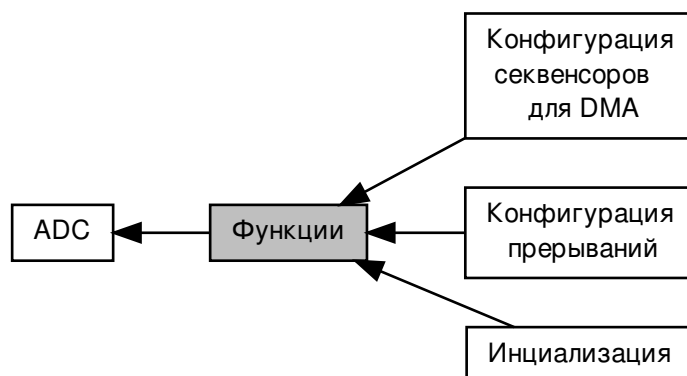 Конфигурация
секвенсоров
для DMA
ADC
Функции
Конфигурация
прерываний
Инциализация